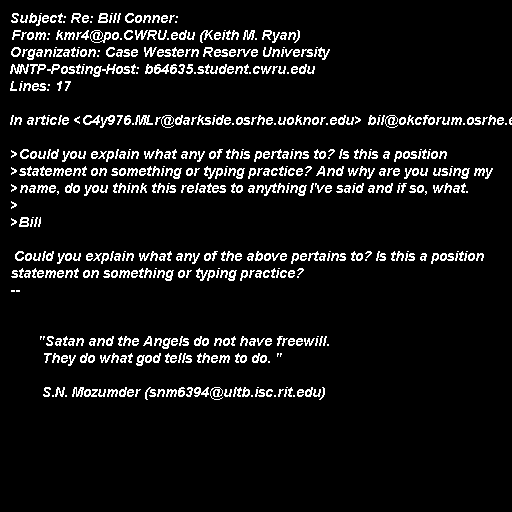 Subject: Re: Bill Conner:
From: kmr4@po.CWRU.edu (Keith M. Ryan)
Organization: Case Western Reserve University
NNTP-Posting-Host: b64635.student.cwru.edu
Lines: 17
In article <C4y976.MLr@darkside.osrhe.uoknor.edu> bil@okcforum.osrhe.e
>Could you explain what any of this pertains to? Is this a position
>statement on something or typing practice? And why are you using my
>name, do you think this relates to anything I've said and if so, what.
>
>Bill
Could you explain what any of the above pertains to? Is this a position
statement on something or typing practice?
--
"Satan and the Angels do not have freewill.
They do what god tells them to do. "
S.N. Mozumder (snm6394@ultb.isc.rit.edu)